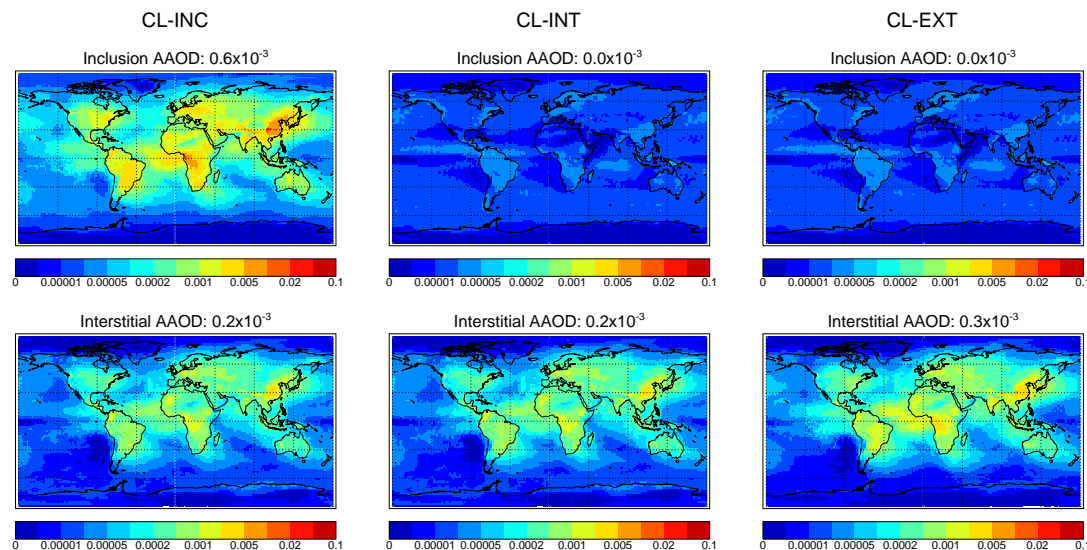 CL-INC CL-INT CL-EXT
Inclusion AAOD: 0.6x10⁻³ Inclusion AAOD: 0.0x10⁻³ Inclusion AAOD: 0.0x10⁻³
0 0.00001 0.00005 0.0002 0.001 0.005 0.02 0.1 0 0.00001 0.00005 0.0002 0.001 0.005 0.02 0.1 0 0.00001 0.00005 0.0002 0.001 0.005 0.02 0.1
Interstitial AAOD: 0.2x10⁻³ Interstitial AAOD: 0.2x10⁻³ Interstitial AAOD: 0.3x10⁻³
0 0.00001 0.00005 0.0002 0.001 0.005 0.02 0.1 0 0.00001 0.00005 0.0002 0.001 0.005 0.02 0.1 0 0.00001 0.00005 0.0002 0.001 0.005 0.02 0.1